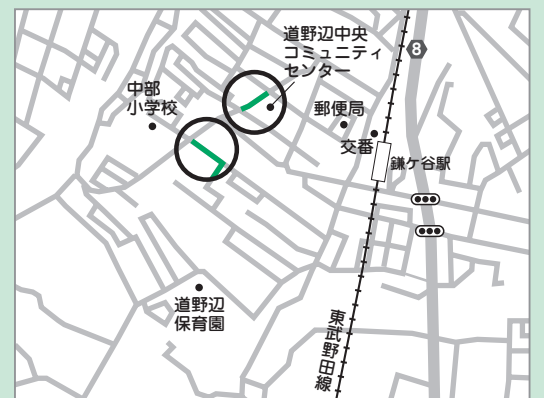 道野辺中央
コミュニティ
センター
8
中部
小学校
郵便局
交番
鎌ケ谷駅
道野辺
保育園
東武野田線